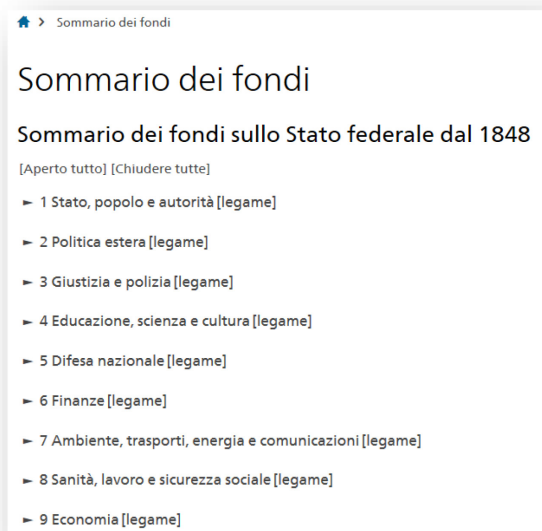 > Sommario dei fondi
Sommario dei fondi
Sommario dei fondi sullo Stato federale dal 1848
[Aperto tutto] [Chiudere tutte]
► 1 Stato, popolo e autorità [legame]
► 2 Politica estera [legame]
► 3 Giustizia e polizia [legame]
► 4 Educazione, scienza e cultura [legame]
► 5 Difesa nazionale [legame]
► 6 Finanze [legame]
► 7 Ambiente, trasporti, energia e comunicazioni [legame]
► 8 Sanità, lavoro e sicurezza sociale [legame]
► 9 Economia [legame]